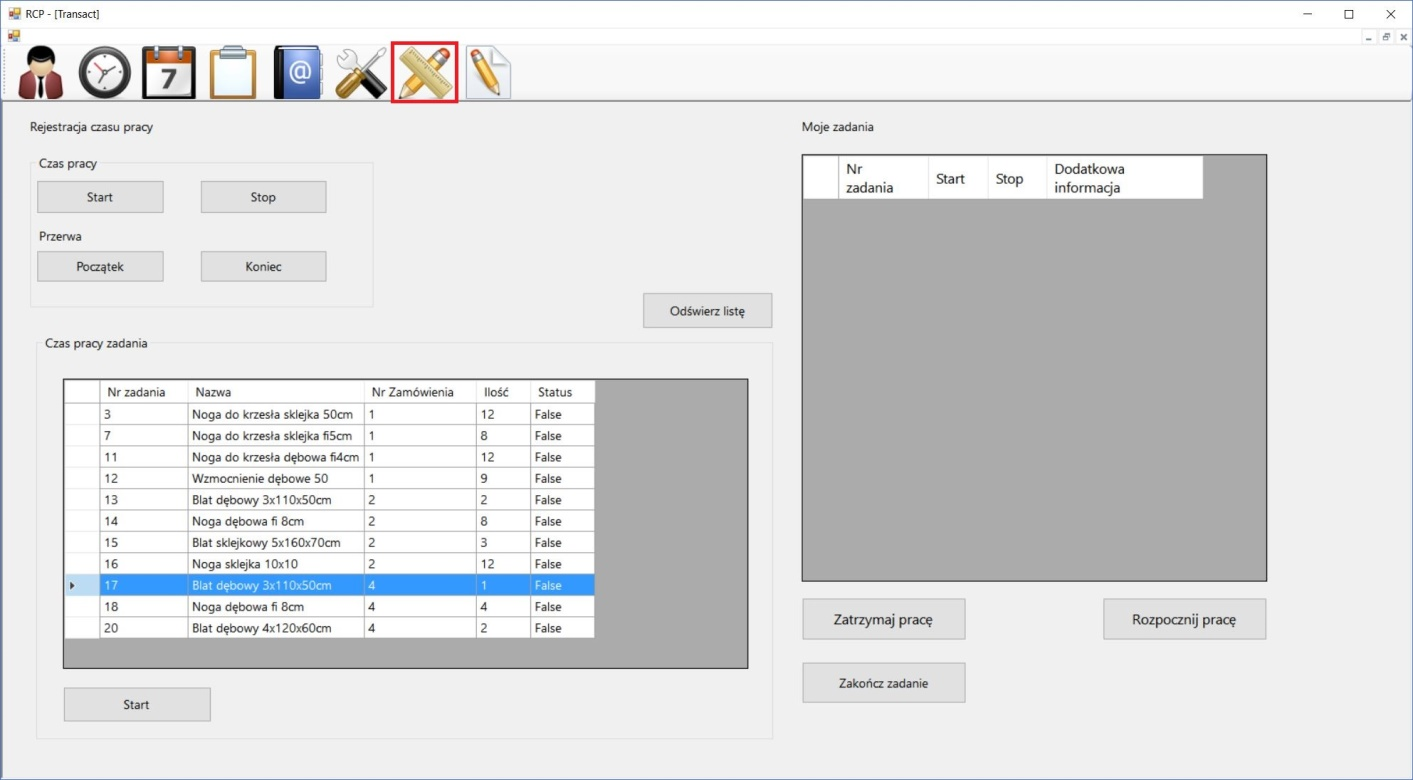 RCP - [Transact]
7
@
Rejestracja czasu pracy
Czas pracy
Start Stop
Przerwa
Początek Koniec
Odświerz listę
Czas pracy zadania
Nr zadania Nazwa Nr Zamówienia Ilość Status
3 Noga do krzesła sklejka 50cm 1 12 False
7 Noga do krzesła sklejka fi5cm 1 8 False
11 Noga do krzesła dębowa fi4cm 1 12 False
12 Wzmocnienie dębowe 50 1 9 False
13 Blat dębowy 3x110x50cm 2 2 False
14 Noga dębowa fi 8cm 2 8 False
15 Blat sklejkowy 5x160x70cm 2 3 False
16 Noga sklejka 10x10 2 12 False
17 Blat dębowy 3x110x50cm 4 1 False
18 Noga dębowa fi 8cm 4 4 False
20 Blat dębowy 4x120x60cm 4 2 False
Start
Moje zadania
Nr zadania Start Stop Dodatkowa informacja
Zatrzymaj pracę Rozpocznij pracę
Zakończ zadanie